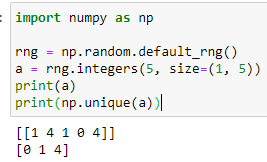 import numpy as np
rng = np.random.default_rng()
a = rng.integers(5, size=(1, 5))
print(a)
print(np.unique(a))
[[1 4 1 0 4]]
[0 1 4]